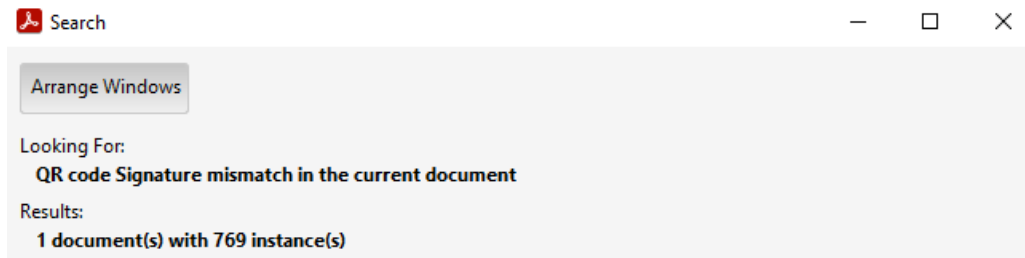 Search
Arrange Windows
Looking For:
QR code Signature mismatch in the current document
Results:
1 document(s) with 769 instance(s)